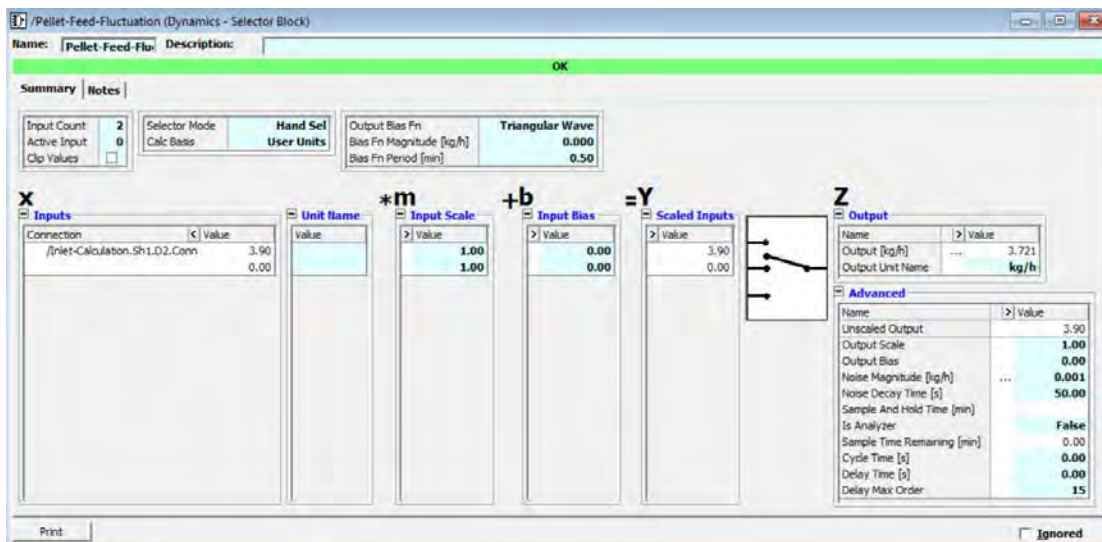 /Pellet-Feed-Fluctuation (Dynamics - Selector Block)
Name: Pellet-Feed-Flu Description:
OK
Summary Notes
Input Count 2 Selector Mode Hand Sel Output Bias Fn Triangular Wave
Active Input 0 Calc Basis User Units Bias Fn Magnitude [kg/h] 0.000
Clip Values Bias Fn Period [min] 0.50
X *m +b =Y Z
Inputs Unit Name Input Scale Input Bias Scaled Inputs Output
Connection < Value Value > Value > Value > Value Name > Value
/Inlet-Calculation.Sh1.D2.Conn 3.90 1.00 0.00 3.90 Output [kg/h] ... 3.721
0.00 1.00 0.00 0.00 Output Unit Name kg/h
Advanced
Name > Value
Unscaled Output 3.90
Output Scale 1.00
Output Bias 0.00
Noise Magnitude [kg/h] ... 0.001
Noise Decay Time [s] 50.00
Sample And Hold Time [min]
Is Analyzer False
Sample Time Remaining [min] 0.00
Cycle Time [s] 0.00
Delay Time [s] 0.00
Delay Max Order 15
Print Ignored